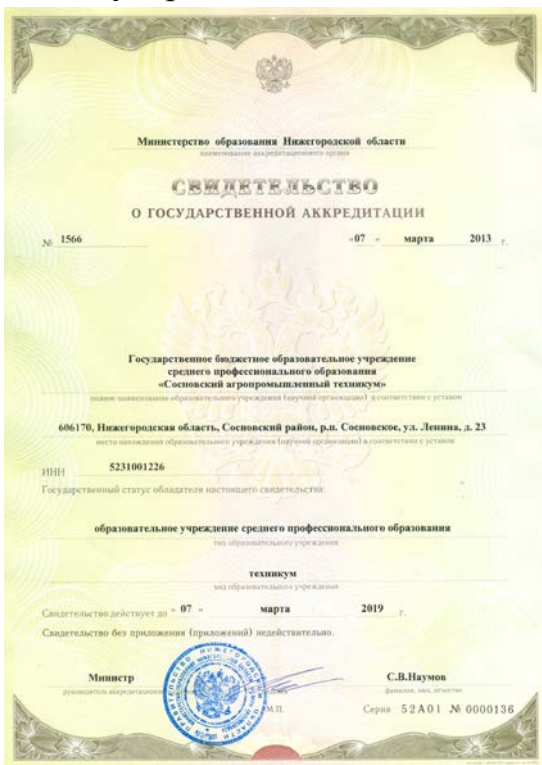 Министерство образования Нижегородской области
наименование аккредитационного органа
СВИДЕТЕЛЬСТВО
О ГОСУДАРСТВЕННОЙ АККРЕДИТАЦИИ
№ 1566 «07 » марта 2013 г.
Государственное бюджетное образовательное учреждение
среднего профессионального образования
«Сосновский агропромышленный техникум»
полное наименование образовательного учреждения (научной организации) в соответствии с уставом
606170, Нижегородская область, Сосновский район, р.п. Сосновское, ул. Ленина, д. 23
место нахождения образовательного учреждения (научной организации) в соответствии с уставом
ИНН 5231001226
Государственный статус обладателя настоящего свидетельства:
образовательное учреждение среднего профессионального образования
тип образовательного учреждения
техникум
вид образовательного учреждения
Свидетельство действует до « 07 » марта 2019 г.
Свидетельство без приложения (приложений) недействительно.
Министр С.В.Наумов
руководитель аккредитационного фамилия, имя, отчество
М.П. Серия 52А01 № 0000136